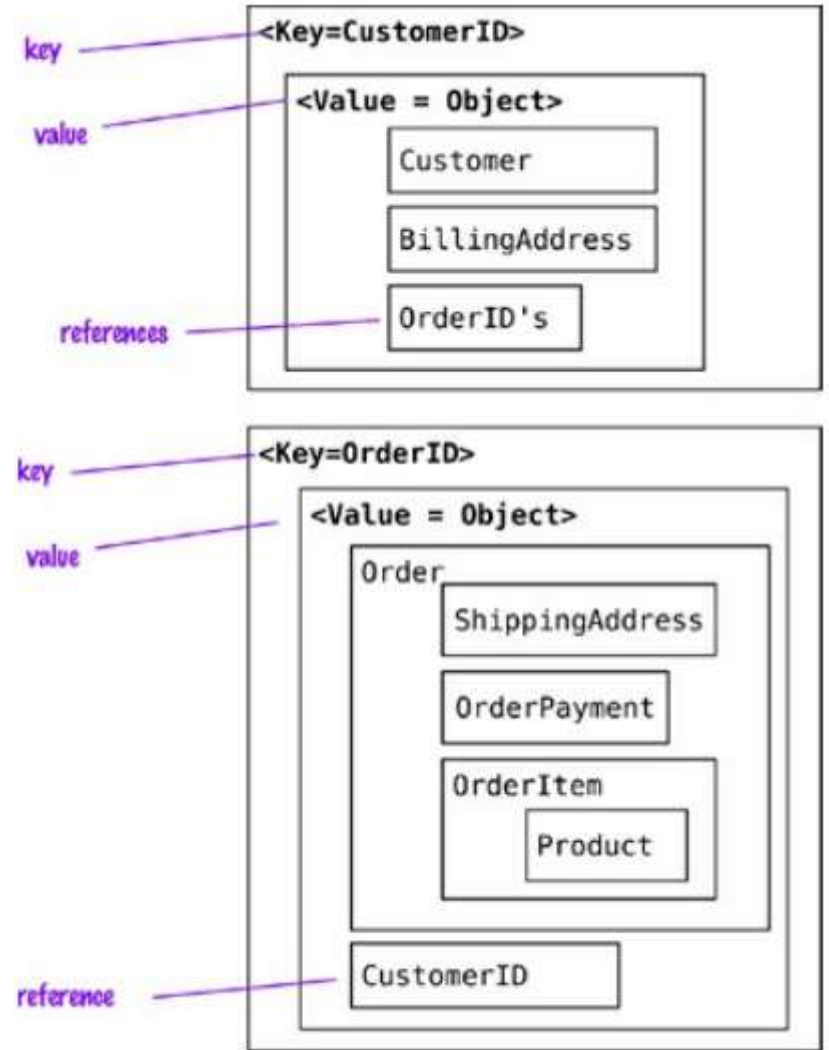 key
<Key=CustomerID>
value
<Value = Object>
Customer
BillingAddress
references
OrderID's
key
<Key=OrderID>
value
<Value = Object>
Order
ShippingAddress
OrderPayment
OrderItem
Product
reference
CustomerID